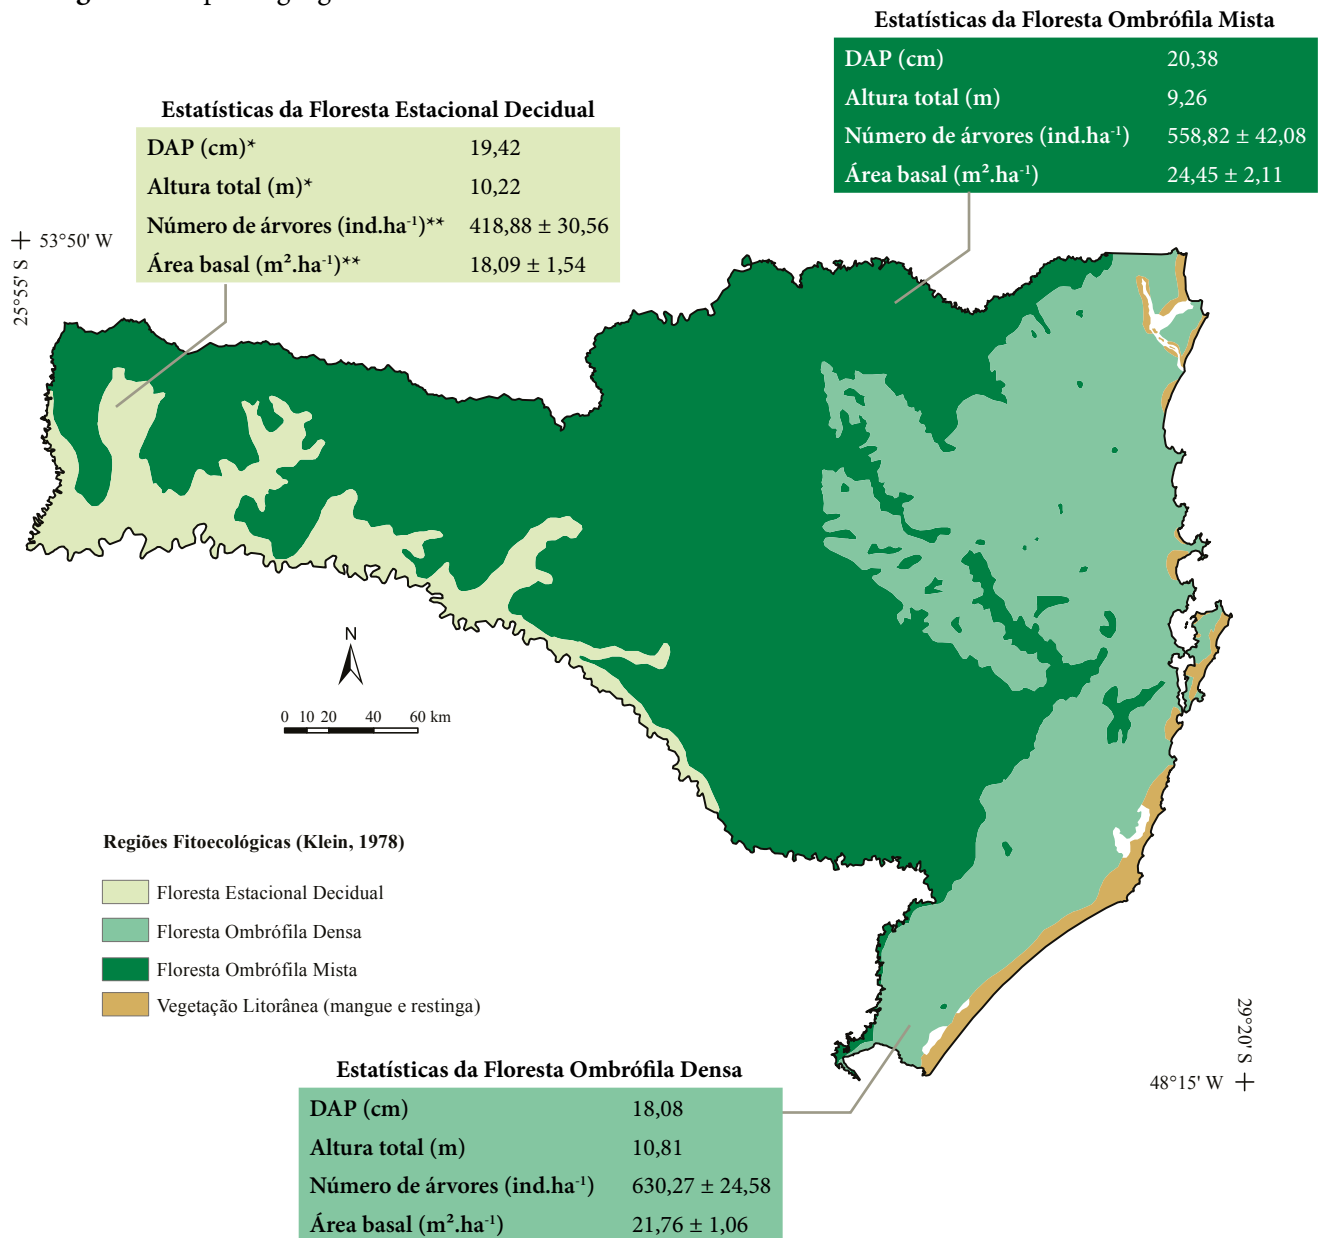 Estatísticas da Floresta Ombrófila Mista
DAP (cm) 20,38
Altura total (m) 9,26
Número de árvores (ind.ha⁻¹) 558,82 ± 42,08
Área basal (m².ha⁻¹) 24,45 ± 2,11
Estatísticas da Floresta Estacional Decidual
DAP (cm)* 19,42
Altura total (m)* 10,22
Número de árvores (ind.ha⁻¹)** 418,88 ± 30,56
Área basal (m².ha⁻¹)** 18,09 ± 1,54
53°50' W
25°55' S
N
0 10 20 40 60 km
Regiões Fitoecológicas (Klein, 1978)
Floresta Estacional Decidual
Floresta Ombrófila Densa
Floresta Ombrófila Mista
Vegetação Litorânea (mangue e restinga)
29°20' S
48°15' W
Estatísticas da Floresta Ombrófila Densa
DAP (cm) 18,08
Altura total (m) 10,81
Número de árvores (ind.ha⁻¹) 630,27 ± 24,58
Área basal (m².ha⁻¹) 21,76 ± 1,06